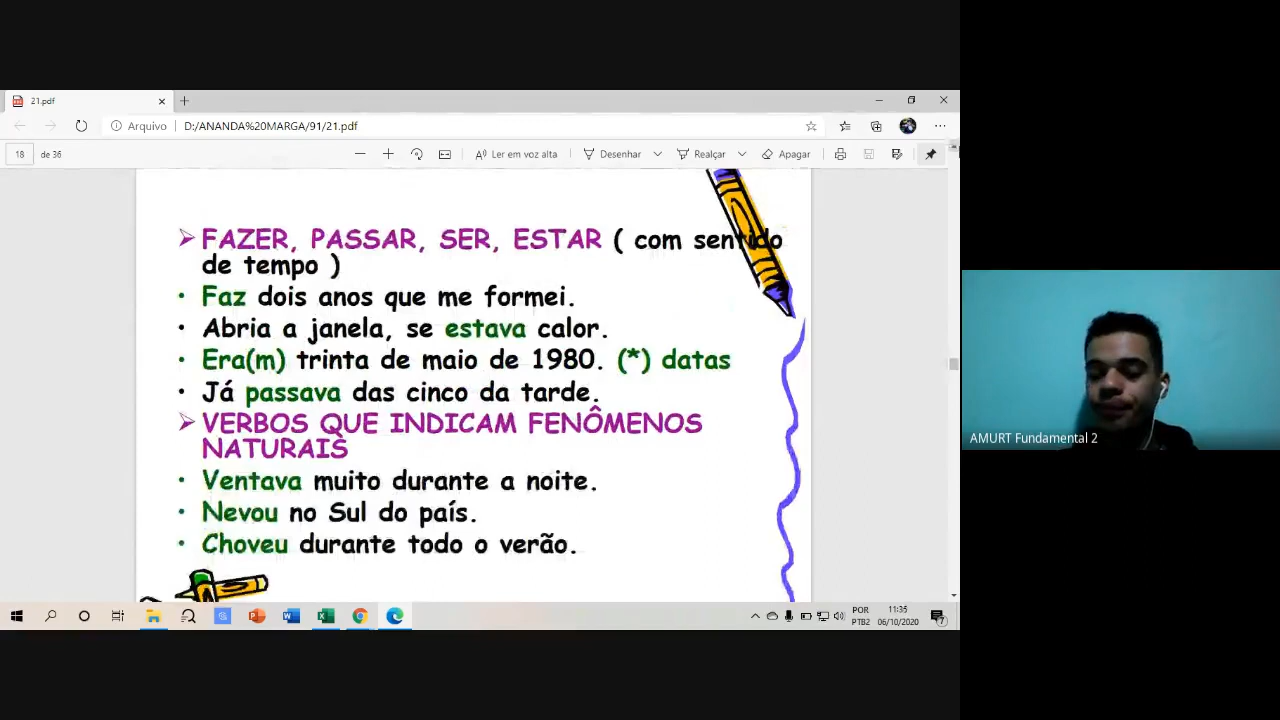 21.pdf
Arquivo D:/ANANDA%20MARGA/91/21.pdf
18 de 36 Ler em voz alta Desenhar Realçar Apagar
FAZER, PASSAR, SER, ESTAR ( com sentido
de tempo )
• Faz dois anos que me formei.
• Abria a janela, se estava calor.
• Era(m) trinta de maio de 1980. (*) datas
• Já passava das cinco da tarde.
VERBOS QUE INDICAM FENÔMENOS
NATURAIS
• Ventava muito durante a noite.
• Nevou no Sul do país.
• Choveu durante todo o verão.
AMURT Fundamental 2
POR 11:35
PTB2 06/10/2020